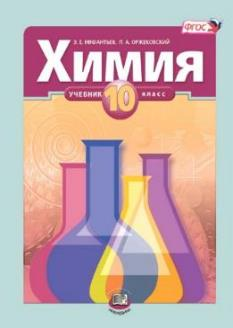 ФГОС
Э. Е. НИФАНТЬЕВ, П. А. ОРЖЕКОВСКИЙ
ХИМИЯ
УЧЕБНИК 10 КЛАСС